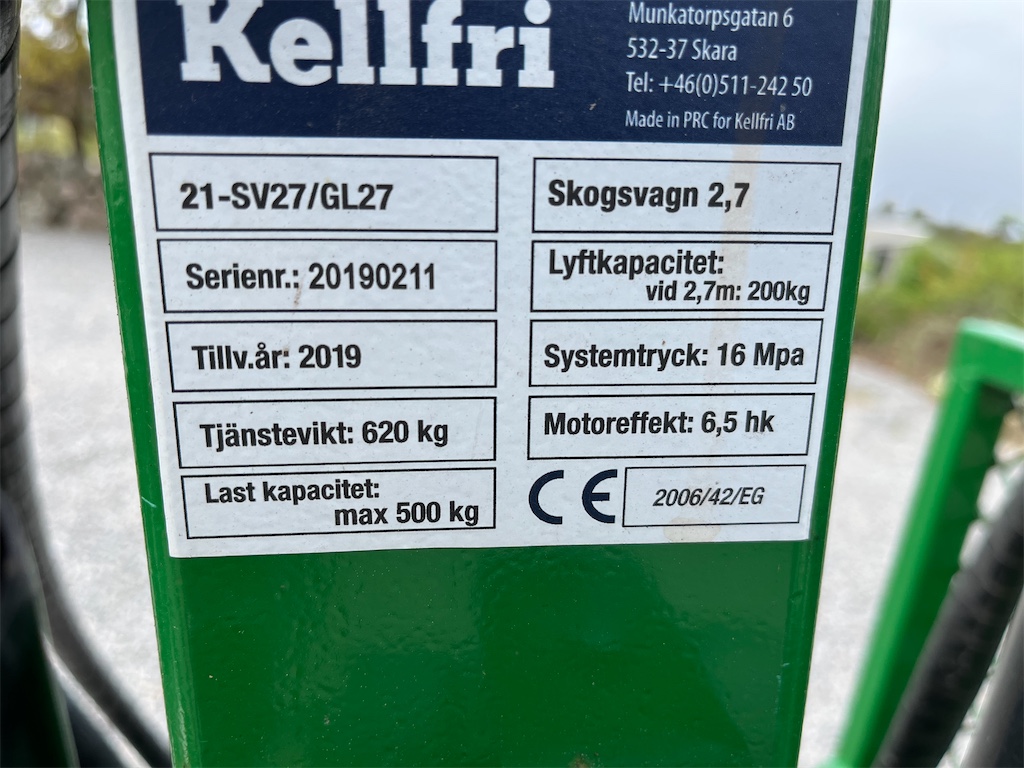 Kellfri
Munkatorpsgatan 6
532-37 Skara
Tel: +46(0)511-242 50
Made in PRC for Kellfri AB
21-SV27/GL27
Skogsvagn 2,7
Serienr.: 20190211
Lyftkapacitet:
vid 2,7m: 200kg
Tillv.år: 2019
Systemtryck: 16 Mpa
Tjänstevikt: 620 kg
Motoreffekt: 6,5 hk
Last kapacitet:
max 500 kg
CE
2006/42/EG